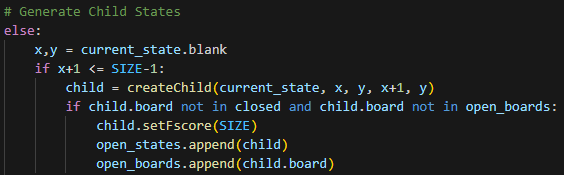 # Generate Child States
else:
    x,y = current_state.blank
    if x+1 <= SIZE-1:
        child = createChild(current_state, x, y, x+1, y)
        if child.board not in closed and child.board not in open_boards:
            child.setFscore(SIZE)
            open_states.append(child)
            open_boards.append(child.board)